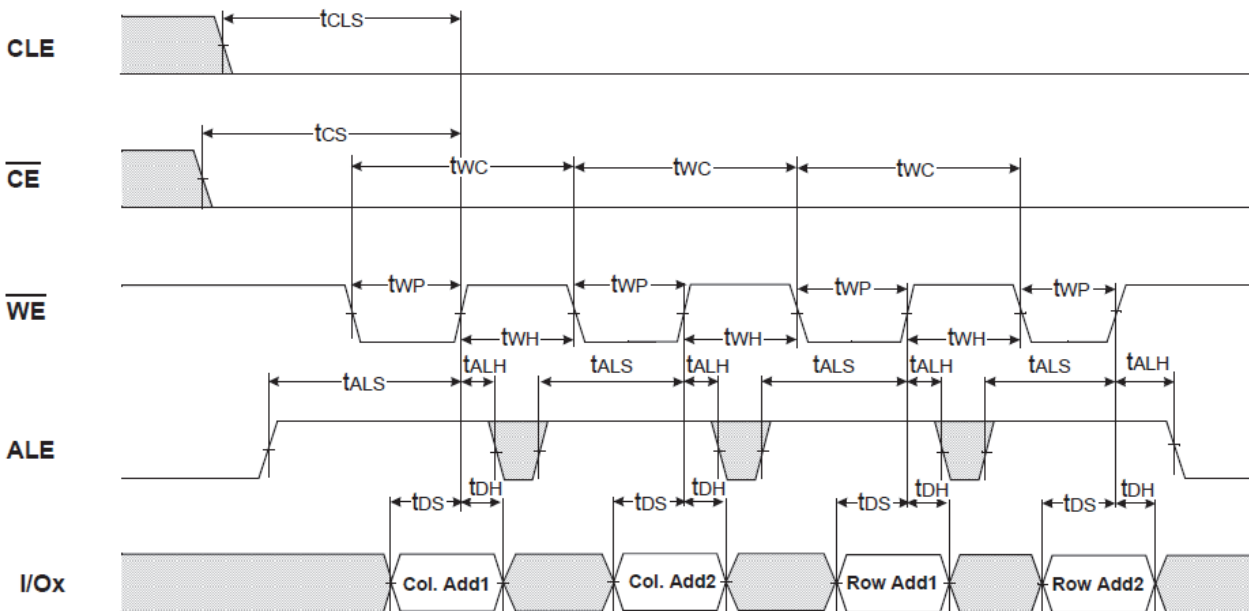 tCLS
CLE
tCS
CE
tWC tWC tWC
tWP tWP tWP tWP
WE
tWH tWH tWH
tALS tALH tALS tALH tALS tALH tALS tALH
ALE
tDS tDH tDS tDH tDS tDH tDS tDH
I/Ox Col. Add1 Col. Add2 Row Add1 Row Add2